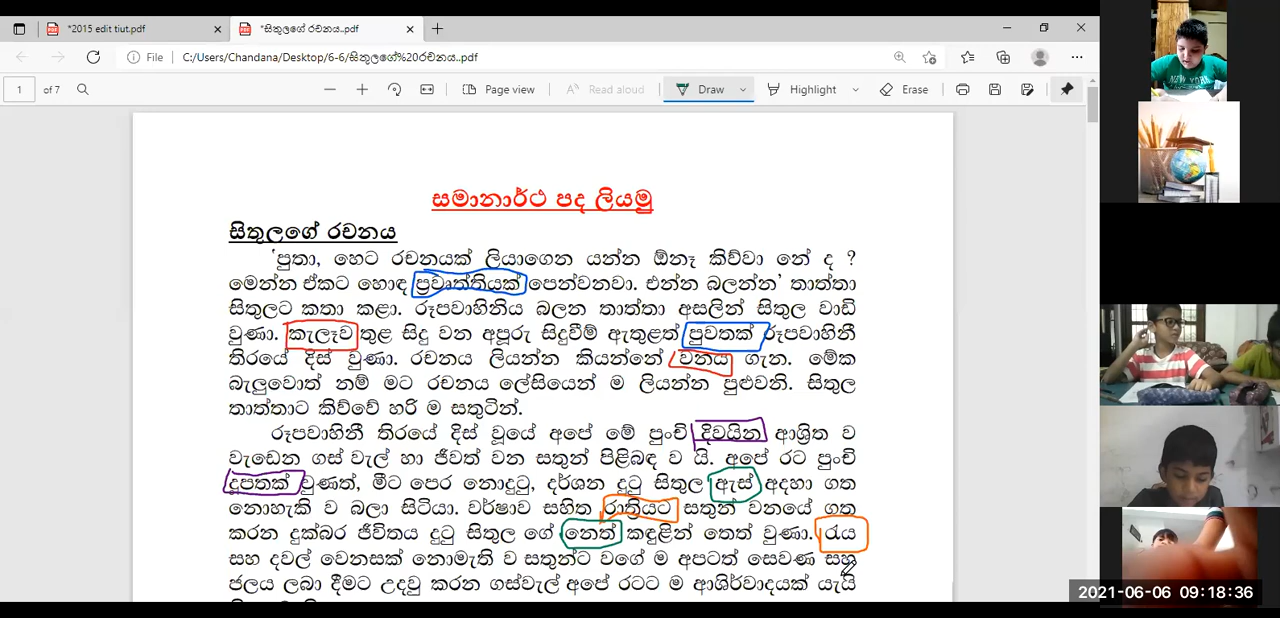 *2015 edit tiut.pdf
*සිතුලගේ රචනය..pdf
File C:/Users/Chandana/Desktop/6-6/සිතුලගේ%20රචනය..pdf
1 of 7 Page view Read aloud Draw Highlight Erase
සමානාර්ථ පද ලියමු
සිතුලගේ රචනය
'පුතා, හෙට රචනයක් ලියාගෙන යන්න ඕනෑ කිව්වා නේ ද ?
මෙන්න ඒකට හොඳ ප්‍රවෘත්තියක් පෙන්වනවා. එන්න බලන්න' තාත්තා
සිතුලට කතා කළා. රූපවාහිනිය බලන තාත්තා අසලින් සිතුල වාඩි
වුණා. කැලෑව තුළ සිදු වන අපූරු සිදුවීම් ඇතුළත් පුවතක් රූපවාහිනී
තිරයේ දිස් වුණා. රචනය ලියන්න කියන්නේ වනය ගැන. මේක
බැලුවොත් නම් මට රචනය ලේසියෙන් ම ලියන්න පුළුවනි. සිතුල
තාත්තාට කිව්වේ හරි ම සතුටින්.
රූපවාහිනී තිරයේ දිස් වූයේ අපේ මේ පුංචි දිවයින ආශ්‍රිත ව
වැඩෙන ගස් වැල් හා ජීවත් වන සතුන් පිළිබඳ ව යි. අපේ රට පුංචි
දූපතක් වුණත්, මීට පෙර නොදුටු, දර්ශන දුටු සිතුල ඇස් අදහා ගත
නොහැකි ව බලා සිටියා. වර්ෂාව සහිත රාත්‍රියට සතුන් වනයේ ගත
කරන දුක්බර ජීවිතය දුටු සිතුල ගේ නෙත් කඳුළින් තෙත් වුණා. රැය
සහ දවල් වෙනසක් නොමැති ව සතුන්ට වගේ ම අපටත් සෙවණ සහ
ජලය ලබා දීමට උදවු කරන ගස්වැල් අපේ රටට ම ආශිර්වාදයක් යැයි
NEW YORK
2021-06-06 09:18:36